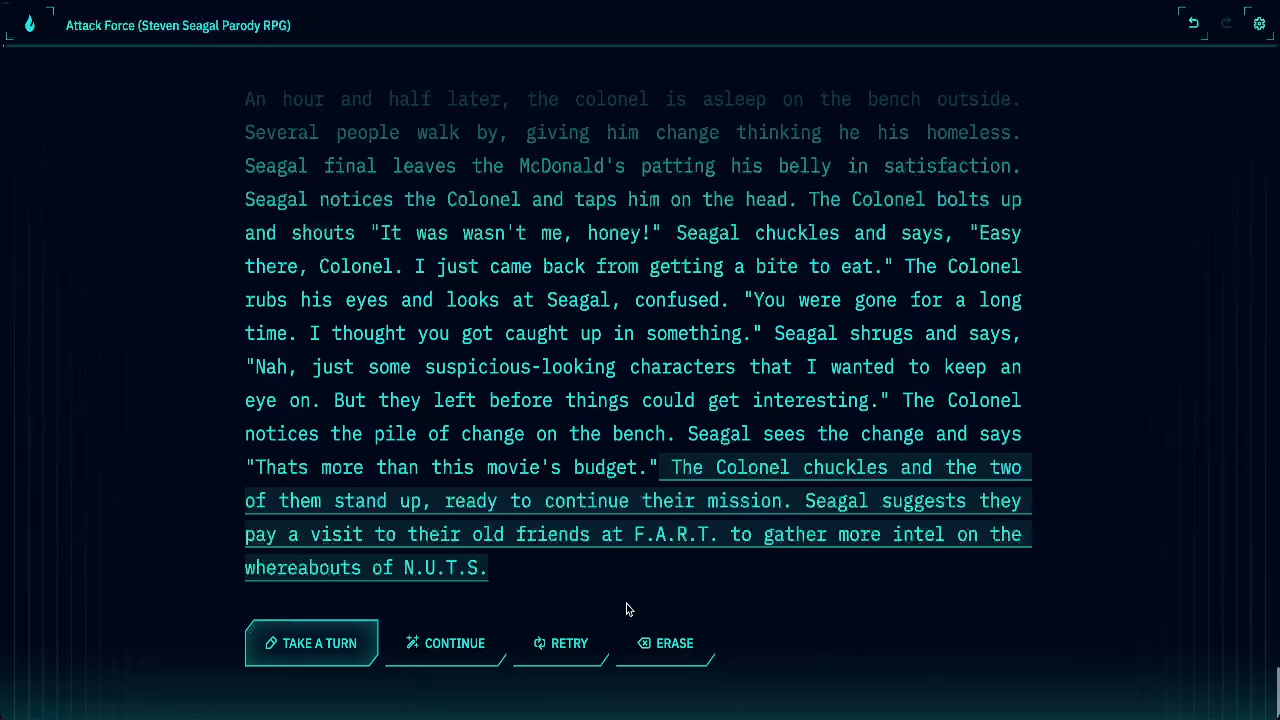 Attack Force (Steven Seagal Parody RPG)
An hour and half later, the colonel is asleep on the bench outside.
Several people walk by, giving him change thinking he his homeless.
Seagal final leaves the McDonald's patting his belly in satisfaction.
Seagal notices the Colonel and taps him on the head. The Colonel bolts up
and shouts "It was wasn't me, honey!" Seagal chuckles and says, "Easy
there, Colonel. I just came back from getting a bite to eat." The Colonel
rubs his eyes and looks at Seagal, confused. "You were gone for a long
time. I thought you got caught up in something." Seagal shrugs and says,
"Nah, just some suspicious-looking characters that I wanted to keep an
eye on. But they left before things could get interesting." The Colonel
notices the pile of change on the bench. Seagal sees the change and says
"Thats more than this movie's budget." The Colonel chuckles and the two
of them stand up, ready to continue their mission. Seagal suggests they
pay a visit to their old friends at F.A.R.T. to gather more intel on the
whereabouts of N.U.T.S.
TAKE A TURN CONTINUE RETRY ERASE